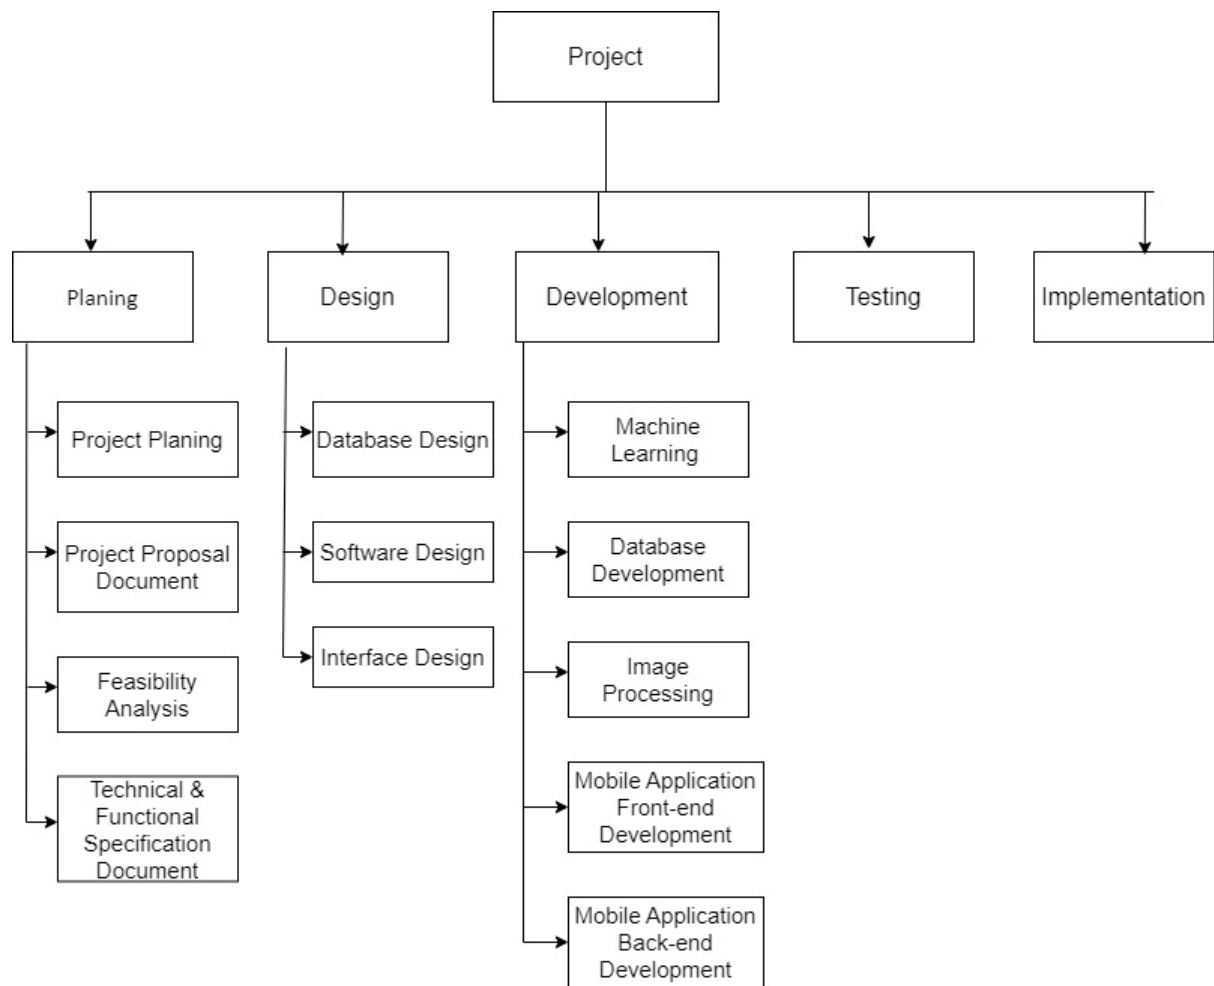 Project
Planing
Design
Development
Testing
Implementation
Project Planing
Project Proposal
Document
Feasibility
Analysis
Technical &
Functional
Specification
Document
Database Design
Software Design
Interface Design
Machine
Learning
Database
Development
Image
Processing
Mobile Application
Front-end
Development
Mobile Application
Back-end
Development